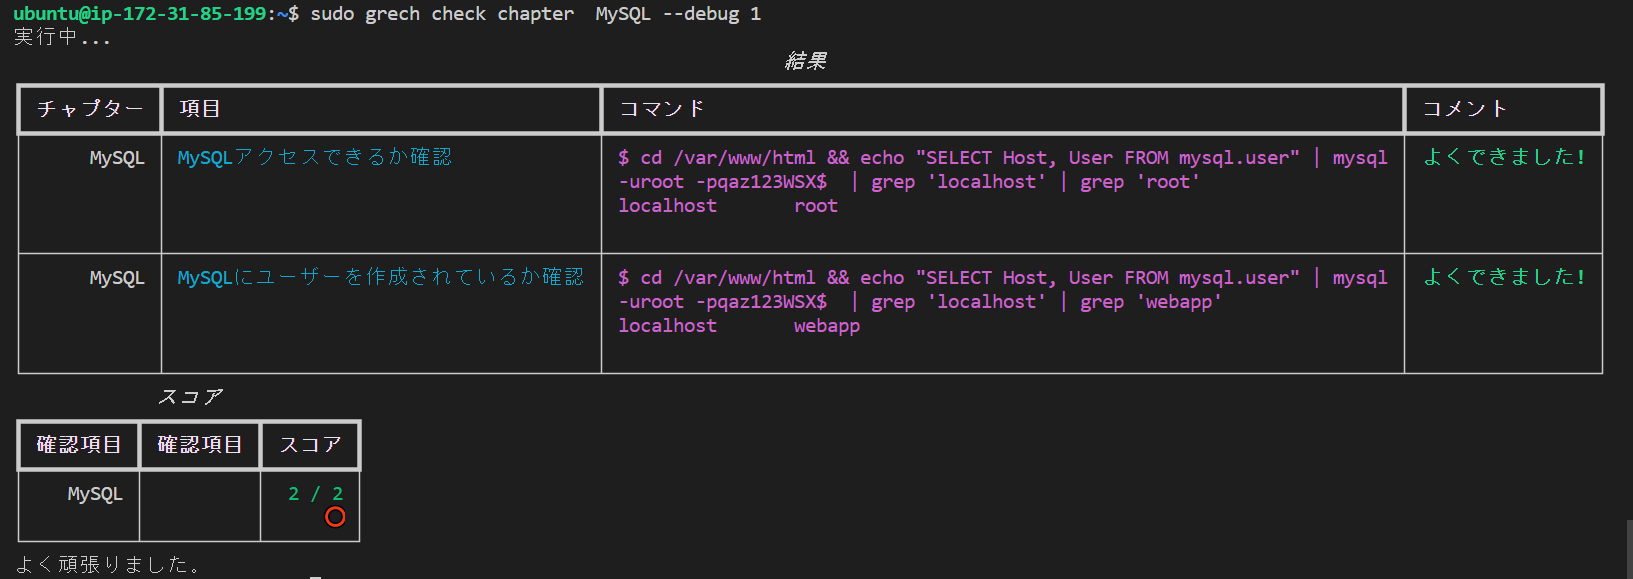 ubuntu@ip-172-31-85-199:~$ sudo grech check chapter  MySQL --debug 1
実行中...
結果
チャプター 項目 コマンド コメント
MySQL MySQLアクセスできるか確認 $ cd /var/www/html && echo "SELECT Host, User FROM mysql.user" | mysql よくできました!
-uroot -pqaz123WSX$  | grep 'localhost' | grep 'root'
localhost       root
MySQL MySQLにユーザーを作成されているか確認 $ cd /var/www/html && echo "SELECT Host, User FROM mysql.user" | mysql よくできました!
-uroot -pqaz123WSX$  | grep 'localhost' | grep 'webapp'
localhost       webapp
スコア
確認項目 確認項目 スコア
MySQL 2 / 2
⭕
よく頑張りました。